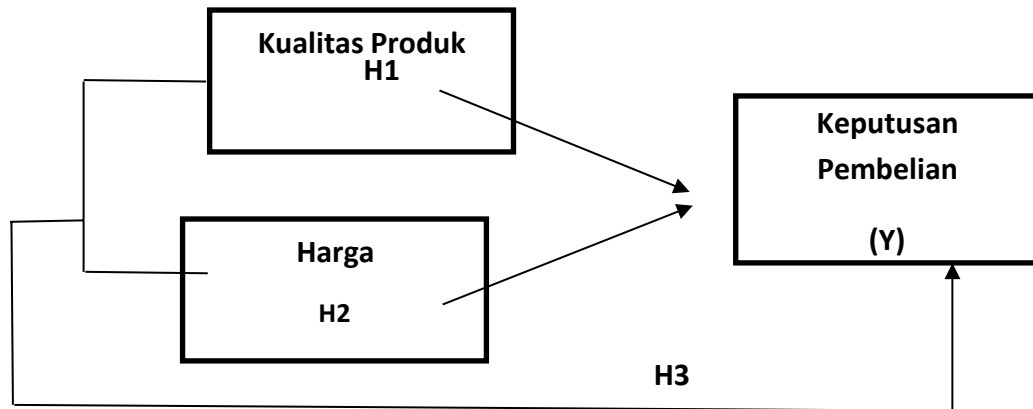 Kualitas Produk
H1
Keputusan
Pembelian
(Y)
Harga
H2
H3